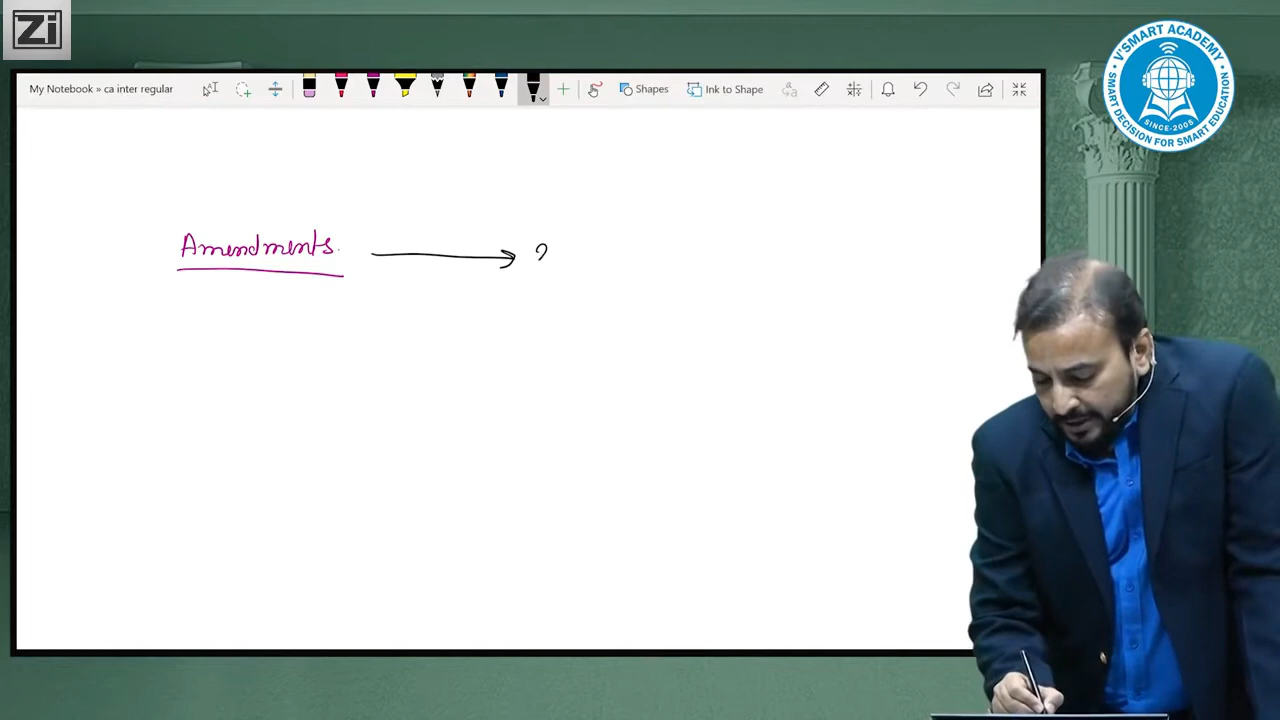 Zi
My Notebook » ca inter regular
Shapes
Ink to Shape
Amendments.
V'SMART ACADEMY
SINCE-2005
SMART DECISION FOR SMART EDUCATION